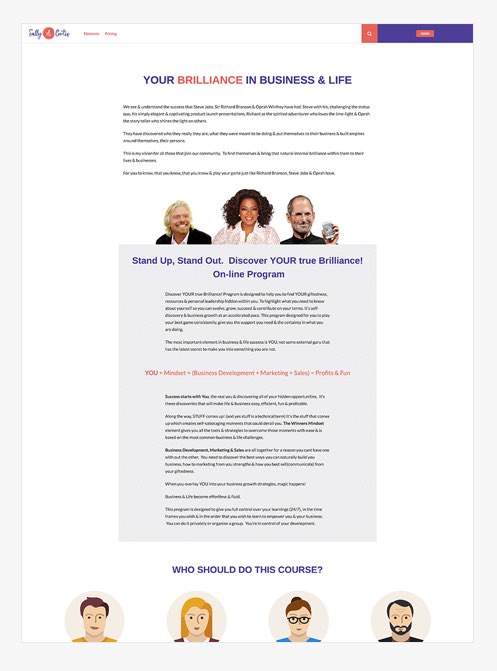 Sally A Curtis
Elements Pricing
YOUR BRILLIANCE IN BUSINESS & LIFE
We see & understand the success that Steve Jobs, Sir Richard Branson & Oprah Winfrey have had. Steve with his, challenging the status
quo, his simply elegant & captivating product launch presentations, Richard as the spirited adventurer who loves the lime-light & Oprah
the story teller who shines the light on others.
They have discovered who they really they are, what they were meant to be doing & put themselves in their business & built engines
around themselves, their persona.
This is my vision for all those that join our community. To find themselves & bring that natural internal brilliance within them to their
lives & businesses.
For you to know, that you know, that you know & play your game just like Richard Branson, Steve Jobs & Oprah have.
Stand Up, Stand Out. Discover YOUR true Brilliance!
On-line Program
Discover YOUR true Brilliance! Program is designed to help you to find YOUR giftedness,
resources & personal leadership hidden within you. To highlight what you need to know
about yourself so you can evolve, grow, succeed & contribute on your terms. It's self-
discovery & business growth at an accelerated pace. This program designed for you to play
your best game consistently, give you the support you need & the certainty in what you
are doing.
The most important element in business & life success is YOU; not some external guru that
has the latest secret to make you into something you are not.
YOU + Mindset + (Business Development + Marketing + Sales) = Profits & Fun
Success starts with You, the real you & discovering all of your hidden opportunities. It's
these discoveries that will make life & business easy, efficient, fun & profitable.
Along the way, STUFF comes up! (and yes stuff is a technical term) it's the stuff that comes
up which creates self-sabotaging moments that could derail you. The Winners Mindset
element gives you all the tools & strategies to overcome those moments with ease & is
based on the most common business & life challenges.
Business Development, Marketing & Sales are all together for a reason you cant have one
with out the other. You need to discover the best ways you can naturally build you
business, how to marketing from you strengths & how you best sell(communicate) from
your giftedness.
When you overlay YOU into your business growth strategies, magic happens!
Business & Life become effortless & fluid.
This program is designed to give you full control over your learnings (24/7), in the time
frames you wish & in the order that you wish to learn to empower you & your business.
You can do it privately or organise a group. You're in control of your development.
WHO SHOULD DO THIS COURSE?